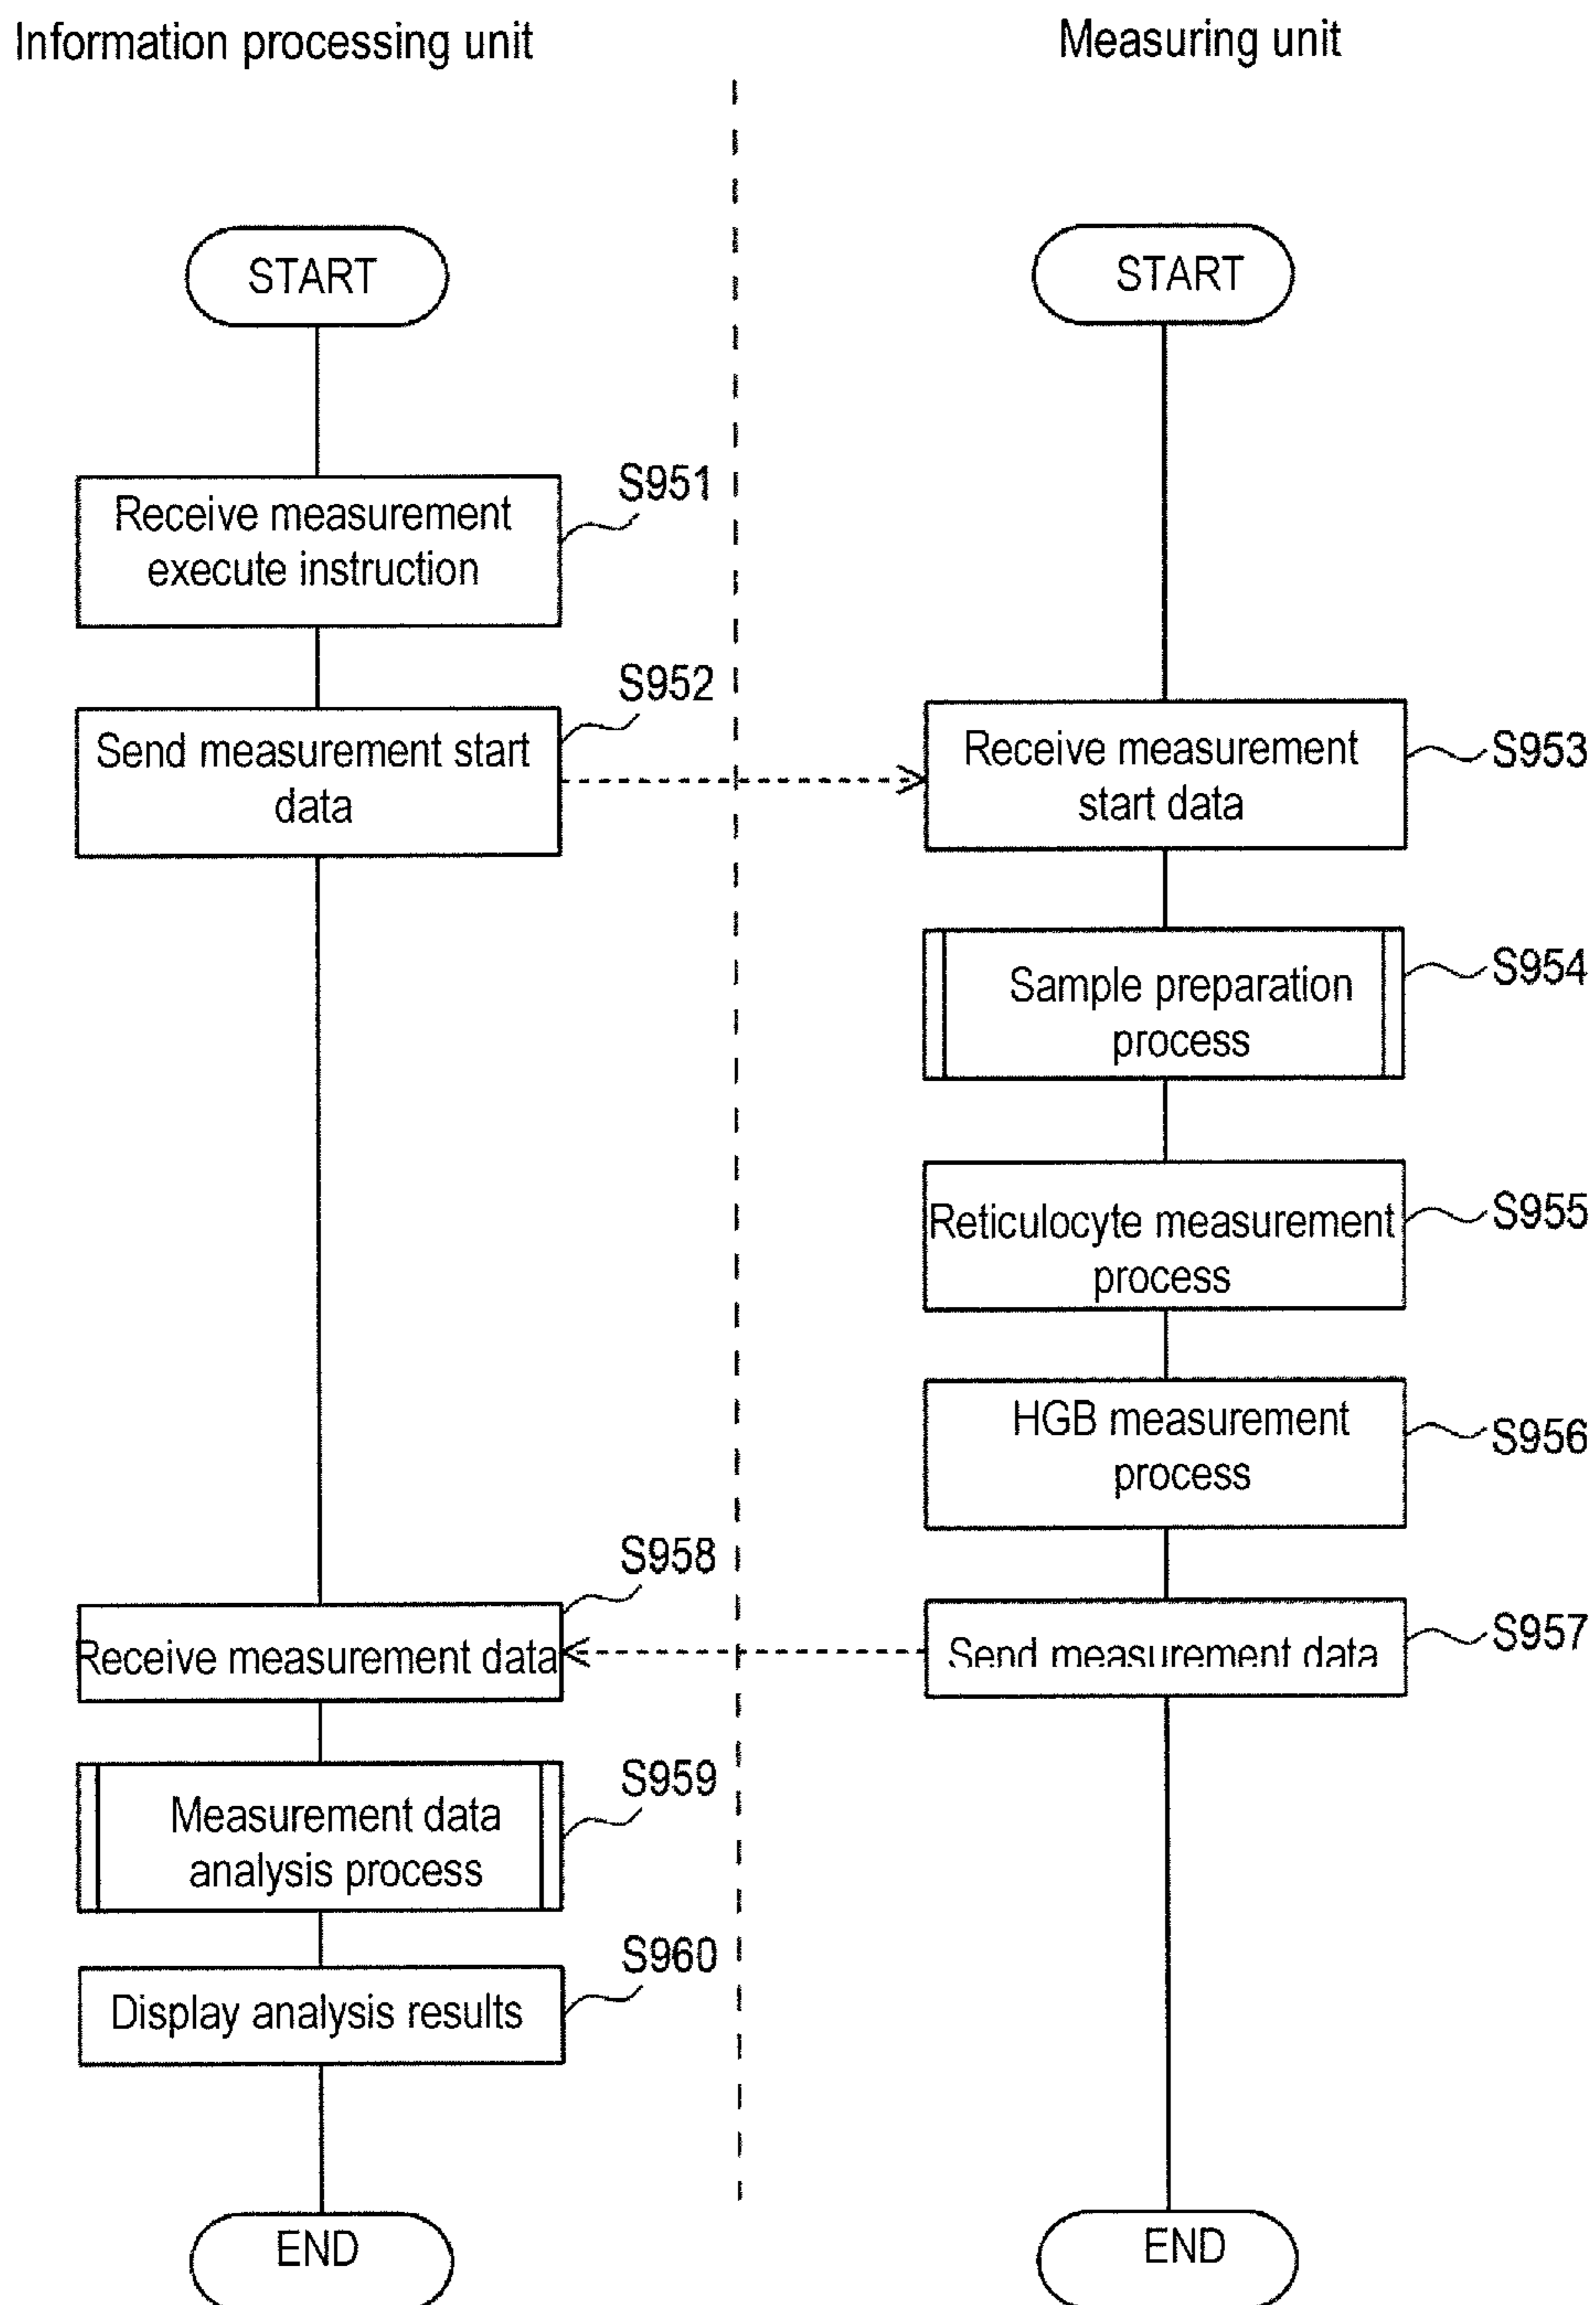 Information processing unit
Measuring unit
START
START
S951
Receive measurement
execute instruction
S952
Send measurement start
data
Receive measurement
start data
S953
Sample preparation
process
S954
Reticulocyte measurement
process
S955
HGB measurement
process
S956
S958
Receive measurement data
Send measurement data
S957
S959
Measurement data
analysis process
S960
Display analysis results
END
END